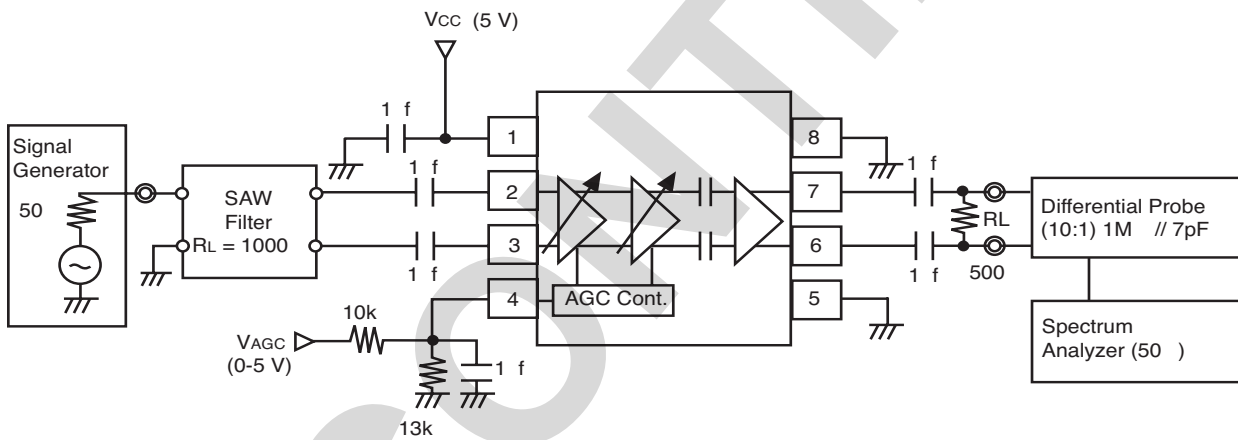 VCC (5 V)
1 f
1
8
Signal
Generator
50
SAW
Filter
RL = 1000
1 f
2
7
1 f
RL
Differential Probe
(10:1) 1M // 7pF
1 f
3
6
1 f
500
4
AGC Cont.
5
10k
VAGC
(0-5 V)
1 f
13k
Spectrum
Analyzer (50 )